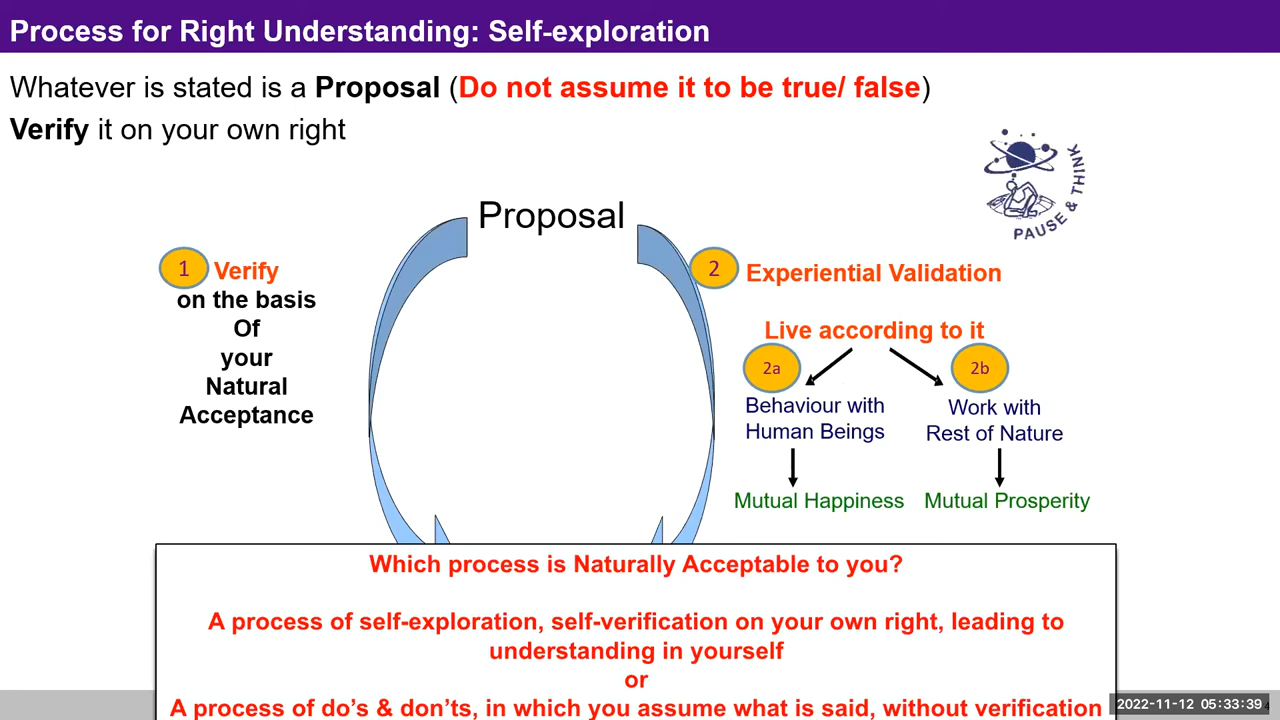 Process for Right Understanding: Self-exploration
Whatever is stated is a Proposal (Do not assume it to be true/ false)
Verify it on your own right
PAUSE & THINK
Proposal
1 Verify
on the basis
Of
your
Natural
Acceptance
2 Experiential Validation
Live according to it
2a
2b
Behaviour with
Human Beings
Work with
Rest of Nature
Mutual Happiness
Mutual Prosperity
Which process is Naturally Acceptable to you?
A process of self-exploration, self-verification on your own right, leading to
understanding in yourself
or
A process of do's & don'ts, in which you assume what is said, without verification
2022-11-12 05:33:39